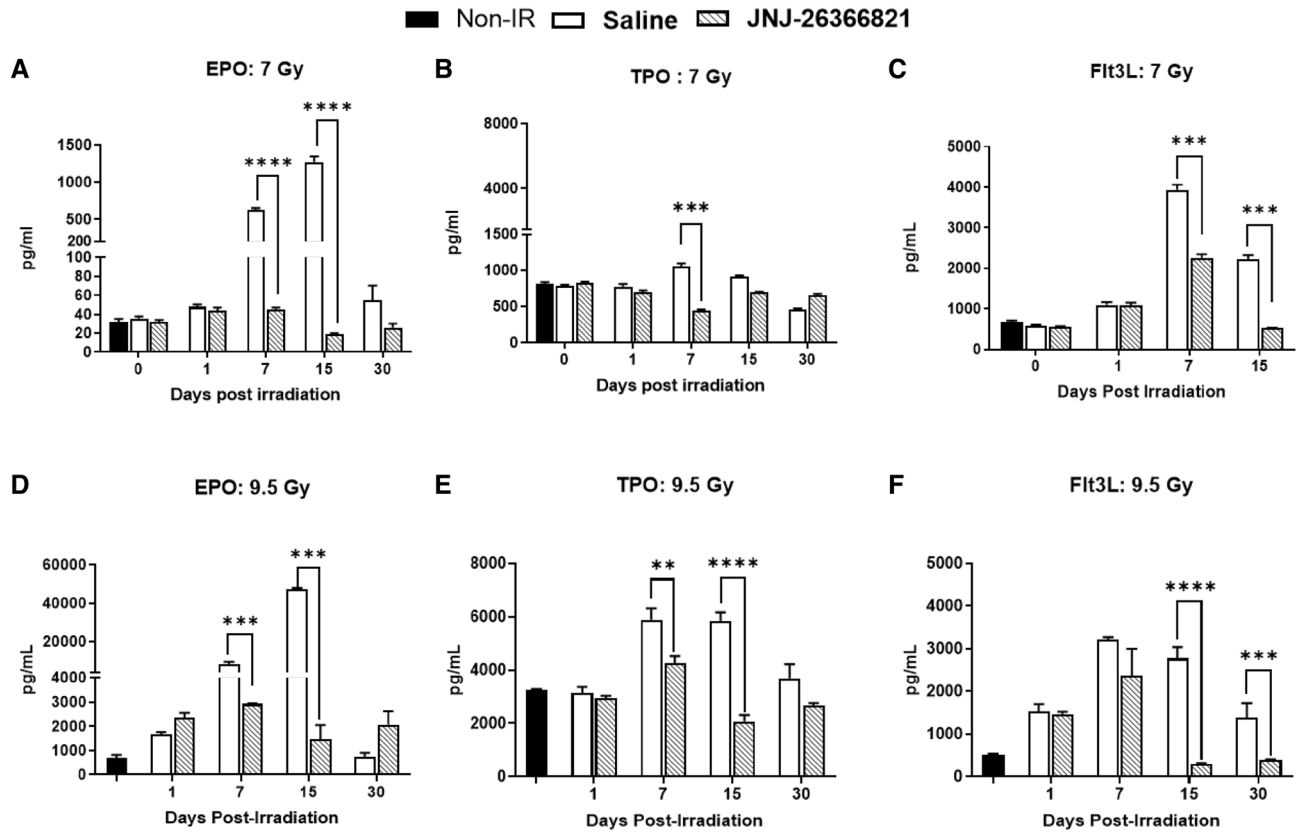 Non-IR Saline JNJ-26366821
A
EPO: 7 Gy
****
****
pg/ml
1500
1000
500
200
100
80
60
40
20
0
0 1 7 15 30
Days post irradiation
B
TPO : 7 Gy
***
pg/ml
8000
4000
1500
1000
500
0
0 1 7 15 30
Days post irradiation
C
Flt3L: 7 Gy
***
***
pg/mL
5000
4000
3000
2000
1000
0
0 1 7 15
Days Post Irradiation
D
EPO: 9.5 Gy
***
***
pg/mL
60000
40000
20000
4000
3000
2000
1000
0
1 7 15 30
Days Post-Irradiation
E
TPO: 9.5 Gy
**
****
pg/mL
8000
6000
4000
2000
0
1 7 15 30
Days Post-Irradiation
F
Flt3L: 9.5 Gy
****
***
pg/mL
5000
4000
3000
2000
1000
0
1 7 15 30
Days Post-Irradiation